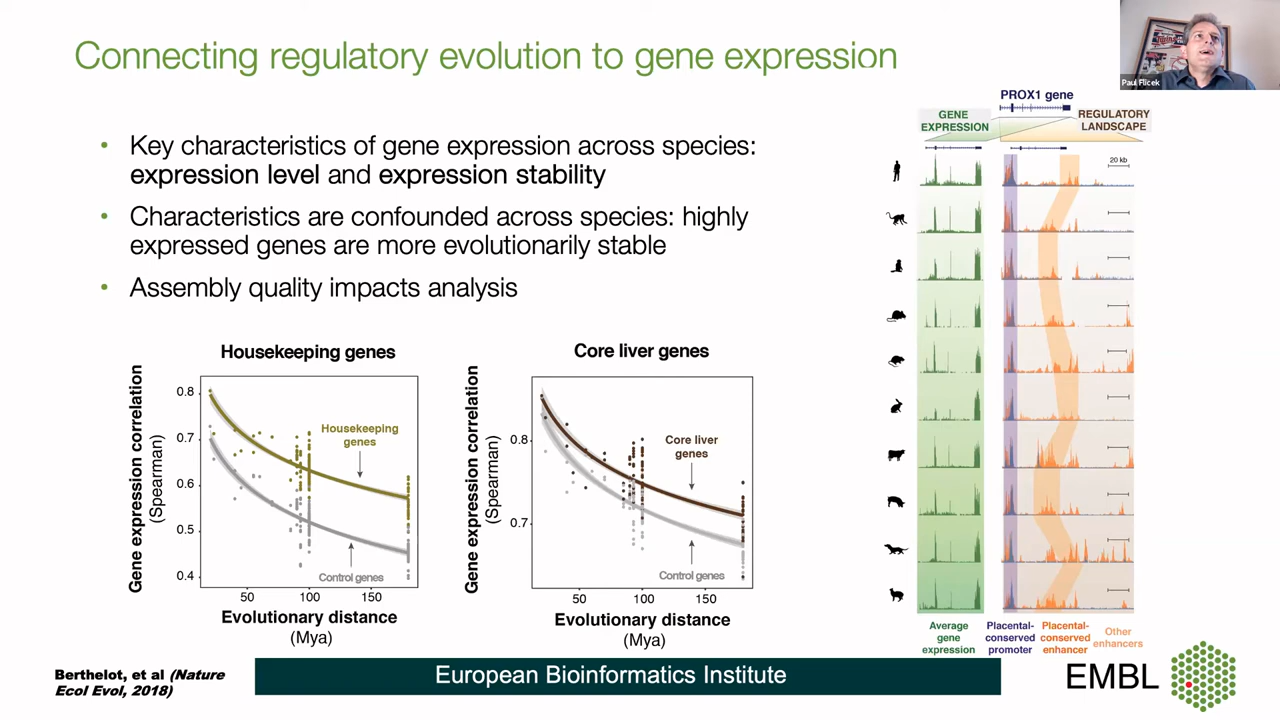 Connecting regulatory evolution to gene expression
Paul Flicek
• Key characteristics of gene expression across species:
expression level and expression stability
• Characteristics are confounded across species: highly
expressed genes are more evolutionarily stable
• Assembly quality impacts analysis
Housekeeping genes
Gene expression correlation
(Spearman)
0.8
0.7
0.6
0.5
0.4
Housekeeping
genes
Control genes
50
100
150
Evolutionary distance
(Mya)
Core liver genes
Gene expression correlation
(Spearman)
0.8
0.7
Core liver
genes
Control genes
50
100
150
Evolutionary distance
(Mya)
PROX1 gene
GENE
EXPRESSION
REGULATORY
LANDSCAPE
20 kb
Average
gene
expression
Placental-
conserved
promoter
Placental-
conserved
enhancer
Other
enhancers
Berthelot, et al (Nature
Ecol Evol, 2018)
European Bioinformatics Institute
EMBL